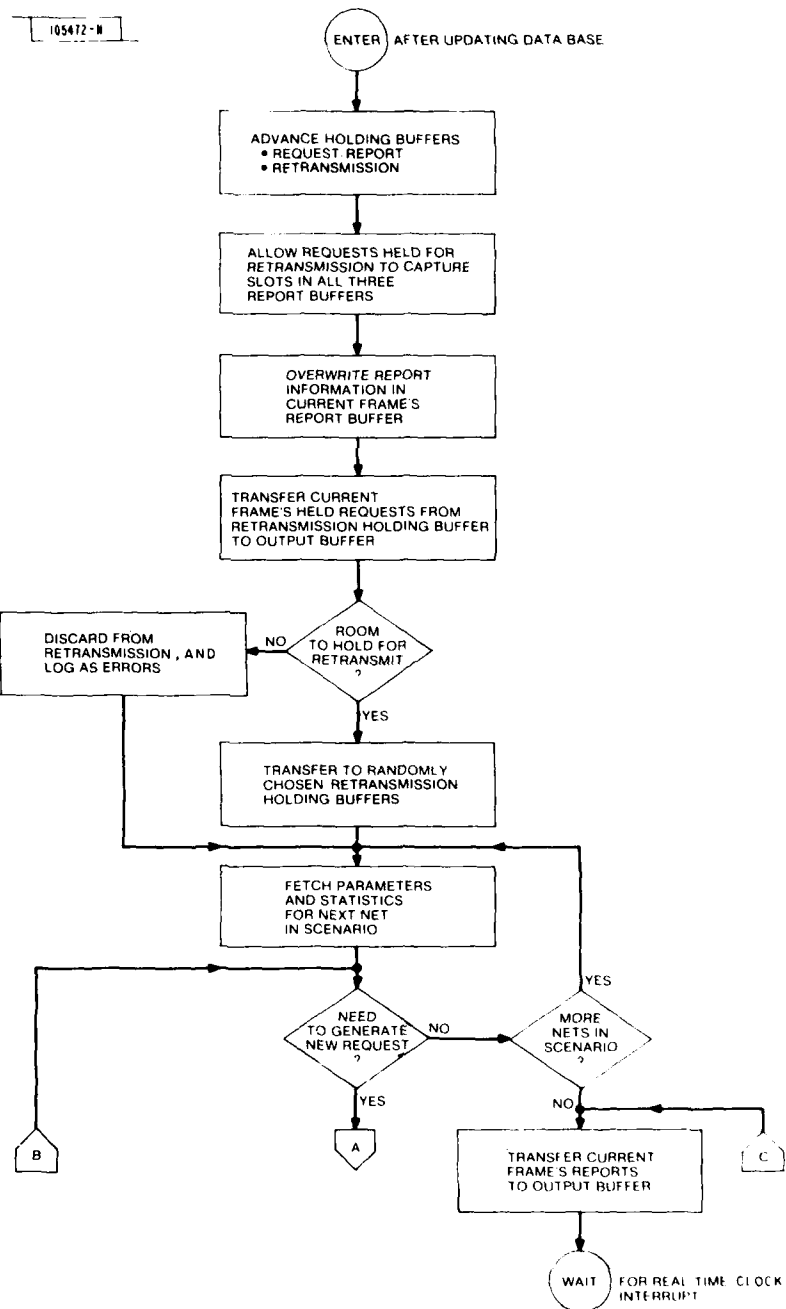 105472-N
ENTER
AFTER UPDATING DATA BASE
ADVANCE HOLDING BUFFERS
• REQUEST REPORT
• RETRANSMISSION
ALLOW REQUESTS HELD FOR
RETRANSMISSION TO CAPTURE
SLOTS IN ALL THREE
REPORT BUFFERS
OVERWRITE REPORT
INFORMATION IN
CURRENT FRAME'S
REPORT BUFFER
TRANSFER CURRENT
FRAME'S HELD REQUESTS FROM
RETRANSMISSION HOLDING BUFFER
TO OUTPUT BUFFER
ROOM
TO HOLD FOR
RETRANSMIT
?
NO
DISCARD FROM
RETRANSMISSION, AND
LOG AS ERRORS
YES
TRANSFER TO RANDOMLY
CHOSEN RETRANSMISSION
HOLDING BUFFERS
FETCH PARAMETERS
AND STATISTICS
FOR NEXT NET
IN SCENARIO
NEED
TO GENERATE
NEW REQUEST
?
NO
YES
MORE
NETS IN
SCENARIO
?
YES
NO
B
A
C
TRANSFER CURRENT
FRAME'S REPORTS
TO OUTPUT BUFFER
WAIT
FOR REAL TIME CLOCK
INTERRUPT